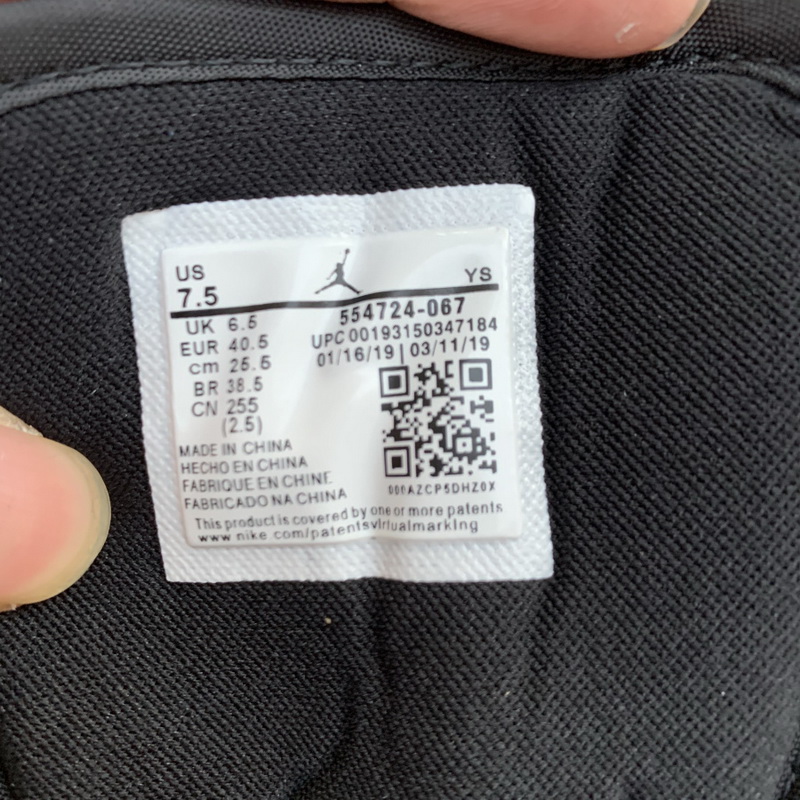 US YS
7.5
UK 6.5
EUR 40.5
cm 25.5
BR 38.5
CN 255
(2.5)
554724-067
UPC 00193150347184
01/16/19 | 03/11/19
000AZCP5DHZ0X
MADE IN CHINA
HECHO EN CHINA
FABRIQUE EN CHINE
FABRICADO NA CHINA
This product is covered by one or more patents
www nike com/patentsvirtualmarking